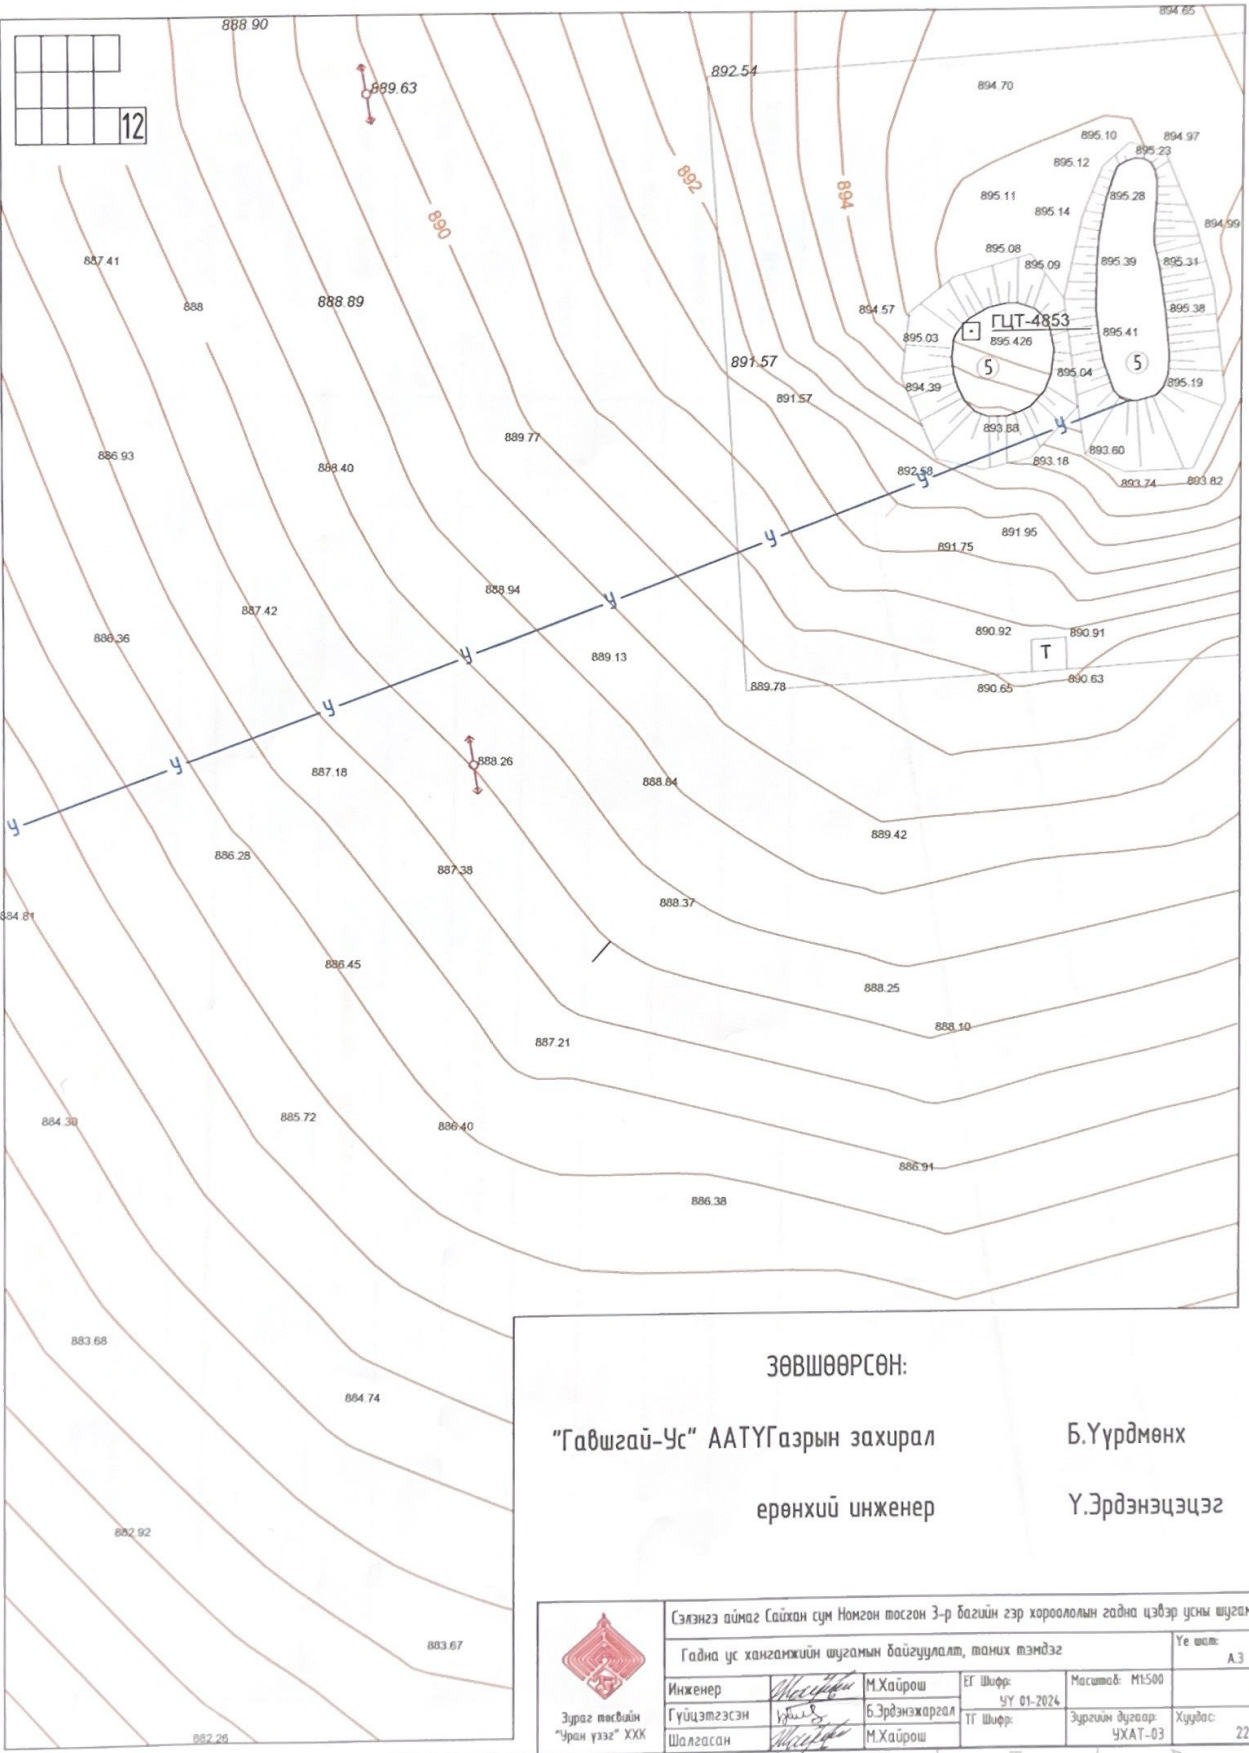 888.90
894.65
889.63
892.54
894.70
12
895.10
894.97
895.23
895.12
892
894
895.11
895.28
895.14
890
894.99
887.41
895.08
895.09
895.39
895.31
888
888.89
894.57
895.38
ГЦТ-4853
895.03
895.426
895.41
891.57
5
5
895.04
895.19
894.39
891.57
893.88
У
889.77
893.60
886.93
888.40
893.18
892.58
У
893.74
893.82
891.95
У
891.75
888.94
У
887.42
890.92
890.91
886.36
Т
У
889.13
890.63
889.78
890.65
У
888.26
У
887.18
888.64
У
889.42
886.28
887.38
888.37
884.81
886.45
888.25
888.10
887.21
884.30
885.72
886.40
886.91
886.38
883.68
884.74
882.92
883.67
882.26
ЗӨВШӨӨРСӨН:
"Гавшгай-Ус" ААТҮГазрын захирал Б.Үүрдмөнх
ерөнхий инженер Ү.Эрдэнэцэцэг
Сэлэнгэ аймаг Сайхан сум Номгон тосгон 3-р багийн гэр хорооллын гадна цэвэр усны шугам
Гадна ус хангамжийн шугамын байгуулалт, таних тэмдэг
Үе шат:
А.З
Инженер М.Хайрош
ЕГ Шифр:
УУ 01-2024
Масштаб: М1:500
Гүйцэтгэсэн Б.Эрдэнэжаргал
ТГ Шифр:
Зургийн дугаар:
УХАТ-03
Хуудас:
22
Шалгасан М.Хайрош
Зураг төсвийн
"Уран үзэг" ХХК